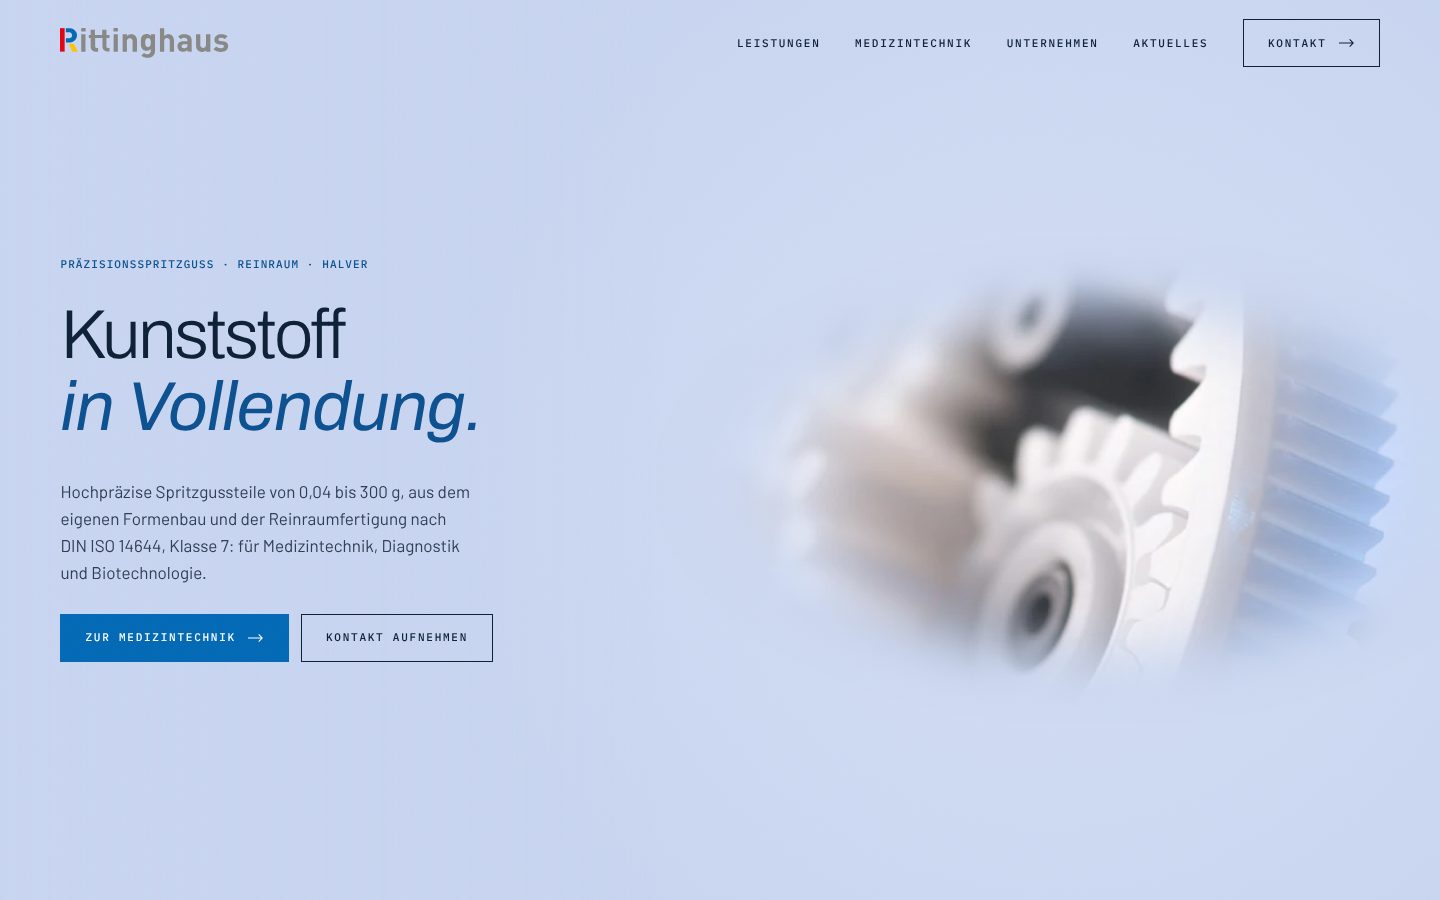 Rittinghaus
LEISTUNGEN
MEDIZINTECHNIK
UNTERNEHMEN
AKTUELLES
KONTAKT →
PRÄZISIONSSPRITZGUSS · REINRAUM · HALVER
Kunststoff
in Vollendung.
Hochpräzise Spritzgussteile von 0,04 bis 300 g, aus dem
eigenen Formenbau und der Reinraumfertigung nach
DIN ISO 14644, Klasse 7: für Medizintechnik, Diagnostik
und Biotechnologie.
ZUR MEDIZINTECHNIK →
KONTAKT AUFNEHMEN